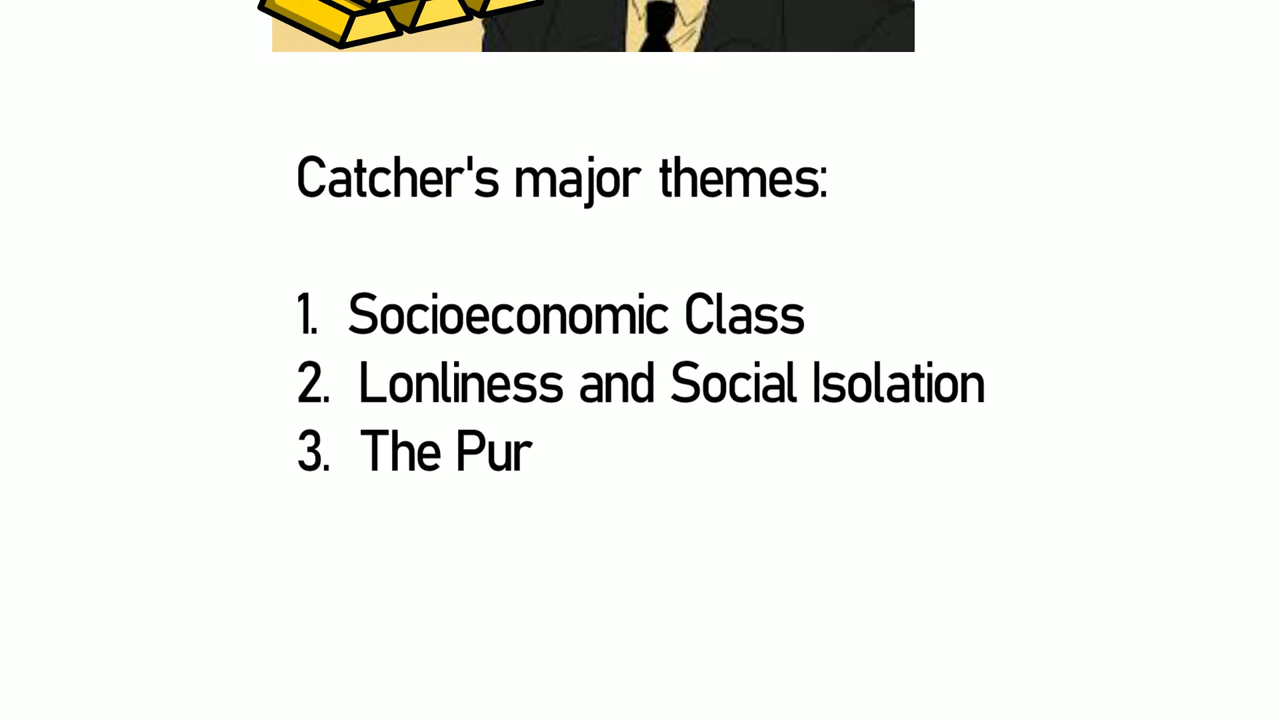 Catcher's major themes:
1. Socioeconomic Class
2. Lonliness and Social Isolation
3. The Pur